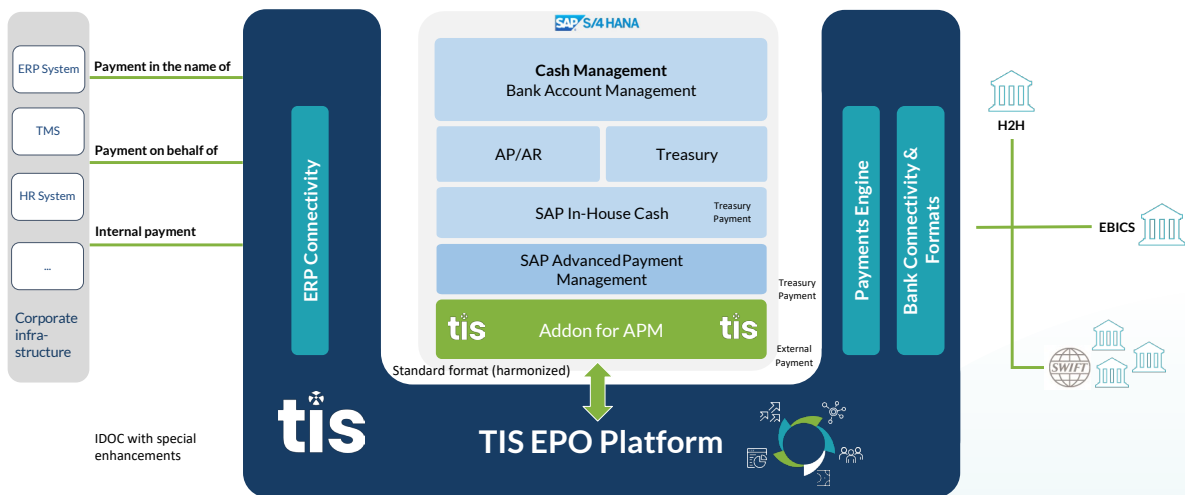 ERP System
TMS
HR System
...
Corporate
infra-
structure
Payment in the name of
Payment on behalf of
Internal payment
IDOC with special
enhancements
ERP Connectivity
SAP S/4 HANA
Cash Management
Bank Account Management
AP/AR
Treasury
SAP In-House Cash
Treasury
Payment
SAP Advanced Payment
Management
Treasury
Payment
tis
Addon for APM
tis
External
Payment
Standard format (harmonized)
tis
TIS EPO Platform
Payments Engine
Bank Connectivity &
Formats
H2H
EBICS
SWIFT